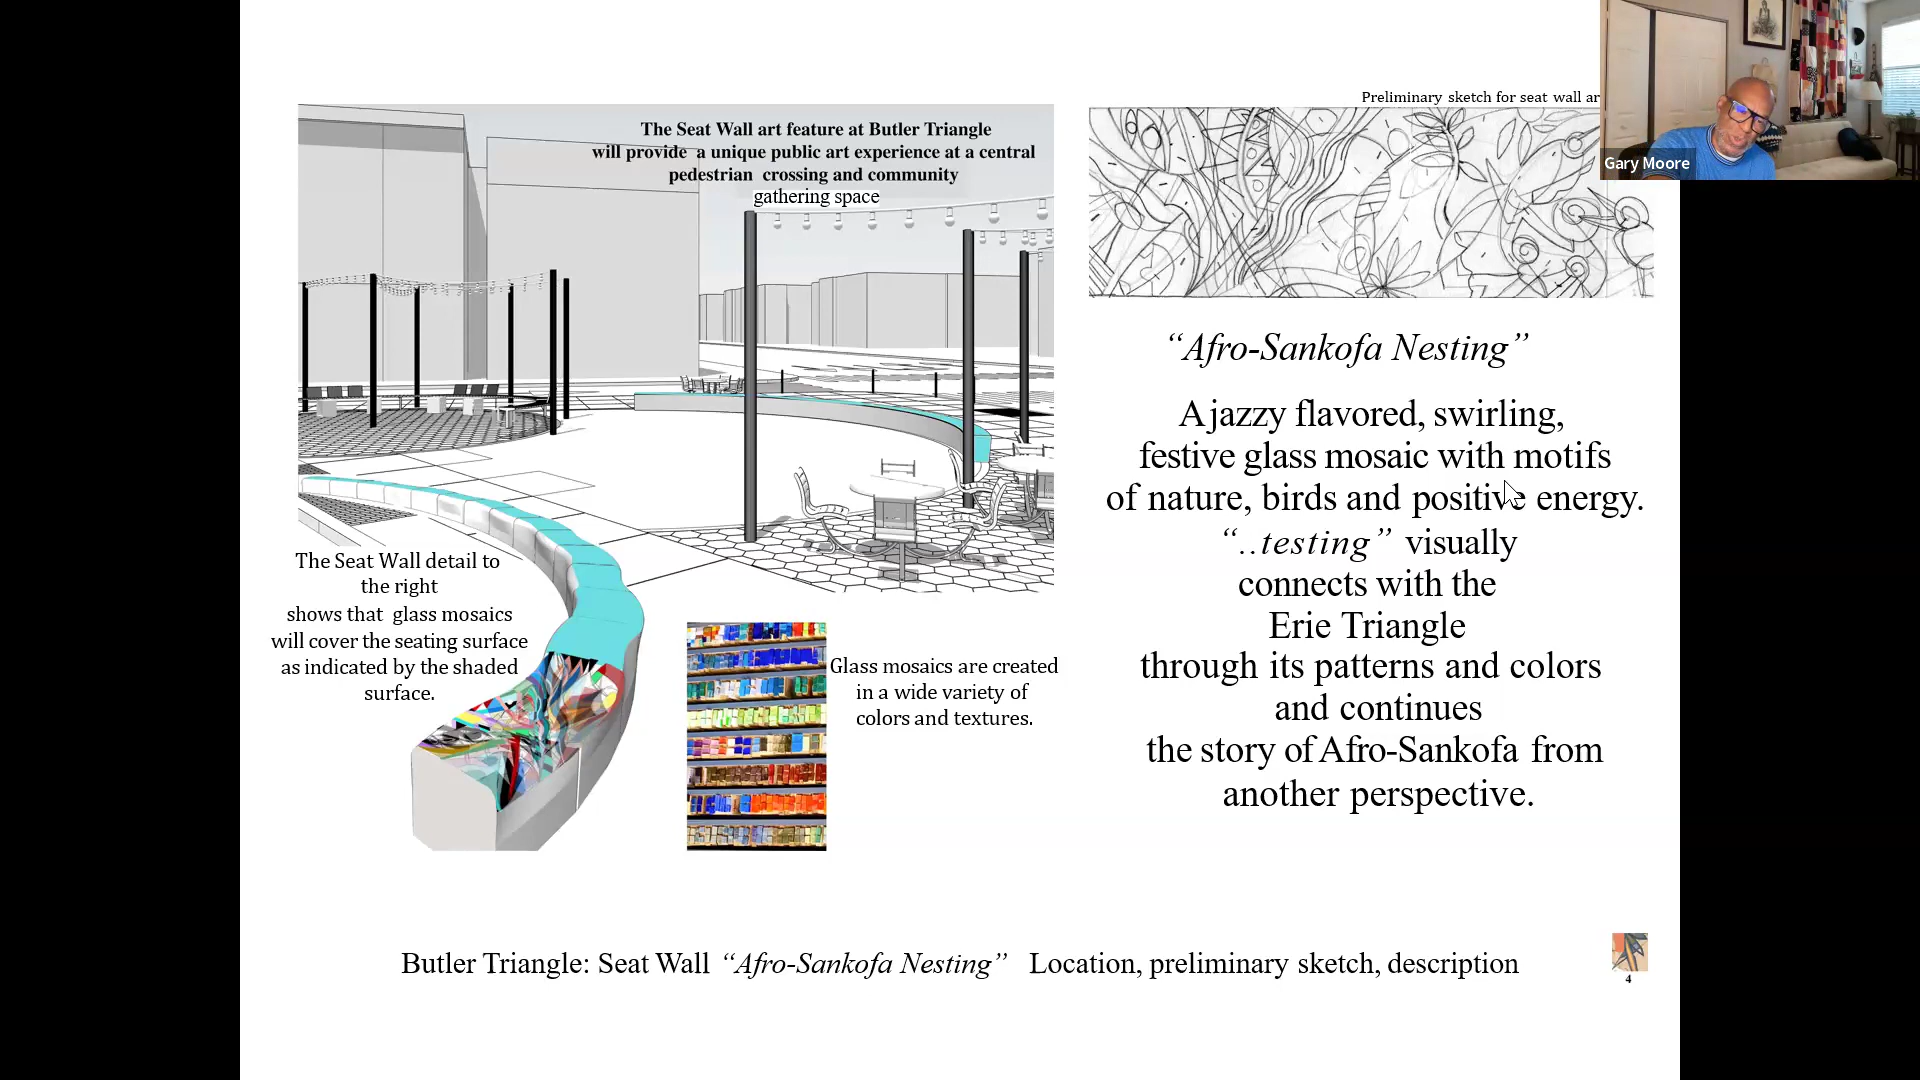 The Seat Wall art feature at Butler Triangle
will provide a unique public art experience at a central
pedestrian crossing and community
gathering space
Preliminary sketch for seat wall ar
Gary Moore
“Afro-Sankofa Nesting”
A jazzy flavored, swirling,
festive glass mosaic with motifs
of nature, birds and positive energy.
“..testing” visually
connects with the
Erie Triangle
through its patterns and colors
and continues
the story of Afro-Sankofa from
another perspective.
The Seat Wall detail to
the right
shows that glass mosaics
will cover the seating surface
as indicated by the shaded
surface.
Glass mosaics are created
in a wide variety of
colors and textures.
Butler Triangle: Seat Wall “Afro-Sankofa Nesting” Location, preliminary sketch, description
4